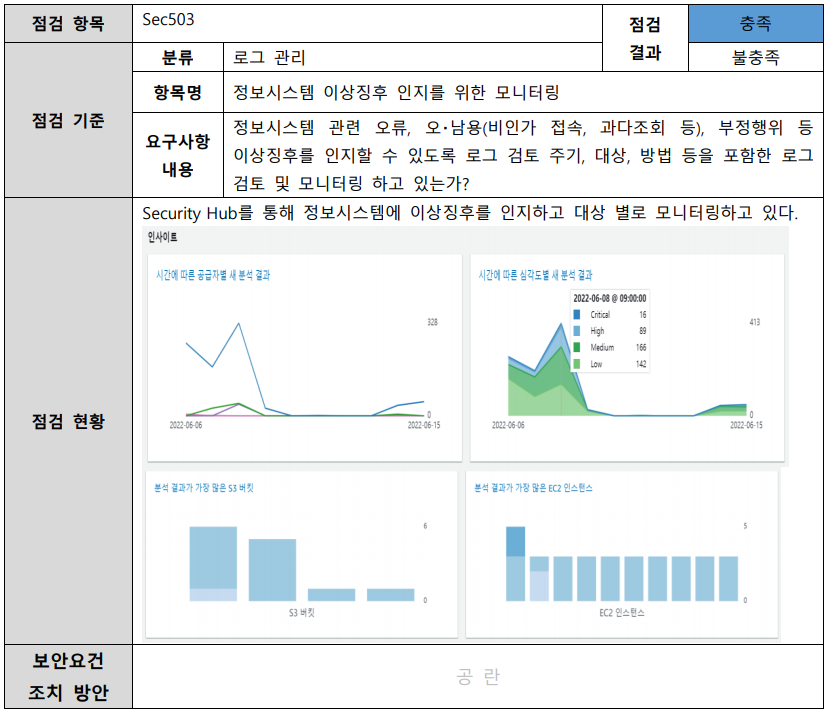 점검 항목
Sec503
점검
결과
충족
불충족
점검 기준
분류
로그 관리
항목명
정보시스템 이상징후 인지를 위한 모니터링
요구사항
내용
정보시스템 관련 오류, 오·남용(비인가 접속, 과다조회 등), 부정행위 등
이상징후를 인지할 수 있도록 로그 검토 주기, 대상, 방법 등을 포함한 로그
검토 및 모니터링 하고 있는가?
점검 현황
Security Hub를 통해 정보시스템에 이상징후를 인지하고 대상 별로 모니터링하고 있다.
인사이트
시간에 따른 공급자별 새 분석 결과
328
0
2022-06-06
2022-06-15
시간에 따른 심각도별 새 분석 결과
2022-06-08 @ 09:00:00
Critical 16
High 89
Medium 166
Low 142
413
0
2022-06-06
2022-06-15
분석 결과가 가장 많은 S3 버킷
6
0
S3 버킷
분석 결과가 가장 많은 EC2 인스턴스
5
0
EC2 인스턴스
보안요건
조치 방안
공 란